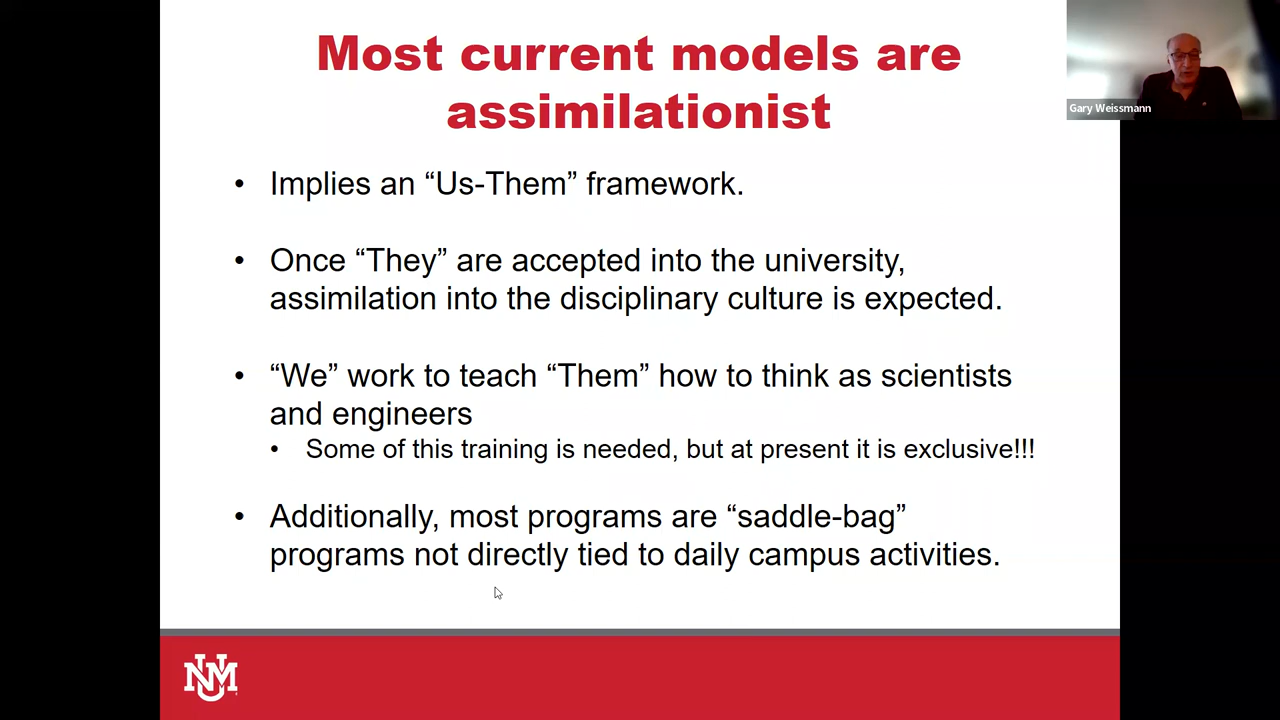 Most current models are
assimilationist
Gary Weissmann
• Implies an “Us-Them” framework.
• Once “They” are accepted into the university,
assimilation into the disciplinary culture is expected.
• “We” work to teach “Them” how to think as scientists
and engineers
• Some of this training is needed, but at present it is exclusive!!!
• Additionally, most programs are “saddle-bag”
programs not directly tied to daily campus activities.
UNM